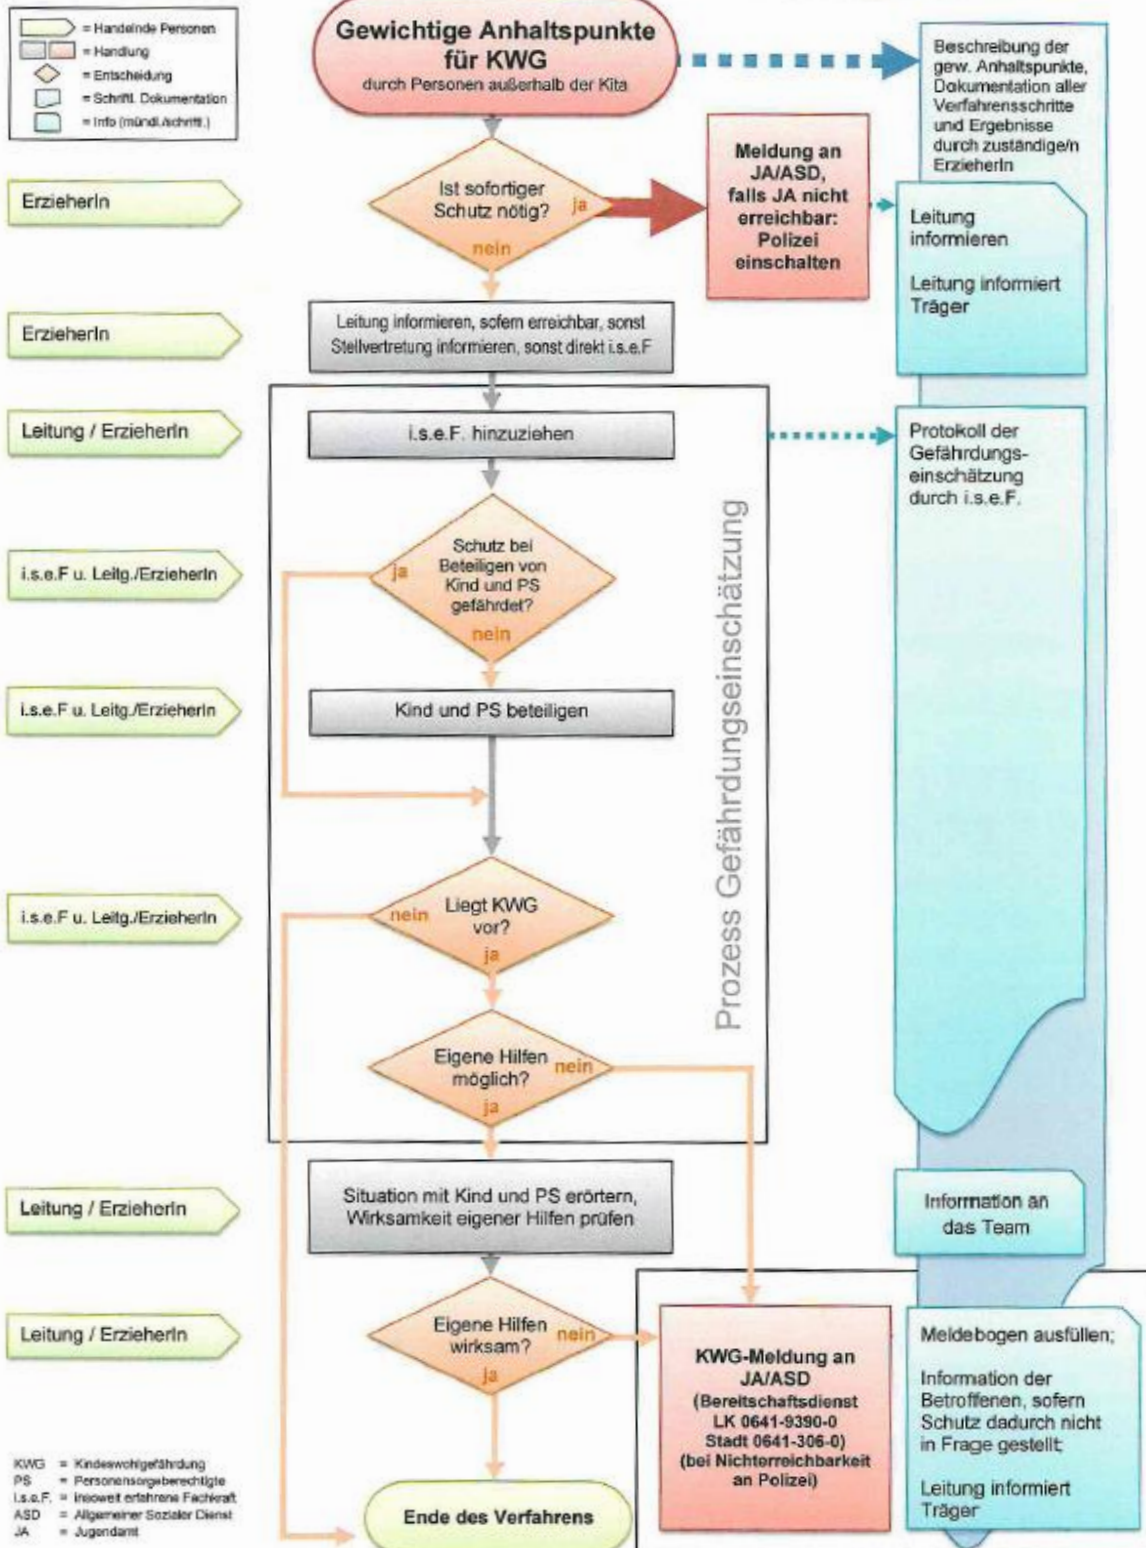 = Handelnde Personen
= Handlung
= Entscheidung
= Schriftl. Dokumentation
= Info (mündl./schriftl.)
Gewichtige Anhaltspunkte
für KWG
durch Personen außerhalb der Kita
Beschreibung der
gew. Anhaltspunkte,
Dokumentation aller
Verfahrensschritte
und Ergebnisse
durch zuständige/n
ErzieherIn
ErzieherIn
Ist sofortiger
Schutz nötig?
ja
nein
Meldung an
JA/ASD,
falls JA nicht
erreichbar:
Polizei
einschalten
Leitung
informieren
Leitung informiert
Träger
ErzieherIn
Leitung informieren, sofern erreichbar, sonst
Stellvertretung informieren, sonst direkt i.s.e.F
Leitung / ErzieherIn
i.s.e.F. hinzuziehen
Protokoll der
Gefährdungs-
einschätzung
durch i.s.e.F.
Prozess Gefährdungseinschätzung
i.s.e.F u. Leitg./ErzieherIn
Schutz bei
Beteiligen von
Kind und PS
gefährdet?
ja
nein
i.s.e.F u. Leitg./ErzieherIn
Kind und PS beteiligen
i.s.e.F u. Leitg./ErzieherIn
Liegt KWG
vor?
nein
ja
Eigene Hilfen
möglich?
nein
ja
Leitung / ErzieherIn
Situation mit Kind und PS erörtern,
Wirksamkeit eigener Hilfen prüfen
Information an
das Team
Leitung / ErzieherIn
Eigene Hilfen
wirksam?
nein
ja
KWG-Meldung an
JA/ASD
(Bereitschaftsdienst
LK 0641-9390-0
Stadt 0641-306-0)
(bei Nichterreichbarkeit
an Polizei)
Meldebogen ausfüllen;
Information der
Betroffenen, sofern
Schutz dadurch nicht
in Frage gestellt;
Leitung informiert
Träger
KWG = Kindeswohlgefährdung
PS = Personensorgeberechtigte
i.s.e.F. = insoweit erfahrene Fachkraft
ASD = Allgemeiner Sozialer Dienst
JA = Jugendamt
Ende des Verfahrens